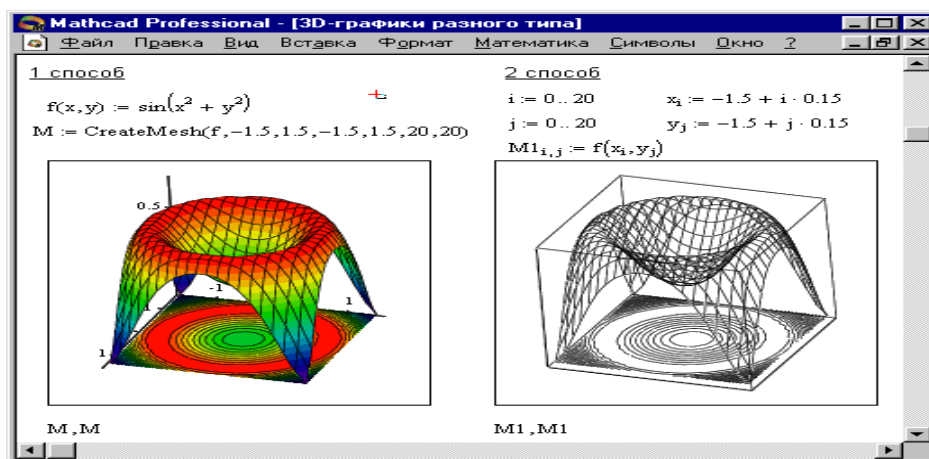 Mathcad Professional - [3D-графики разного типа]
Файл Правка Вид Вставка Формат Математика Символы Окно ?
1 способ
f(x,y) := sin(x² + y²)
M := CreateMesh(f,-1.5,1.5,-1.5,1.5,20,20)
0.5
-1
1
1
1
M,M
2 способ
i := 0.. 20 xᵢ := -1.5 + i · 0.15
j := 0.. 20 yⱼ := -1.5 + j · 0.15
M1ᵢ,ⱼ := f(xᵢ,yⱼ)
M1,M1